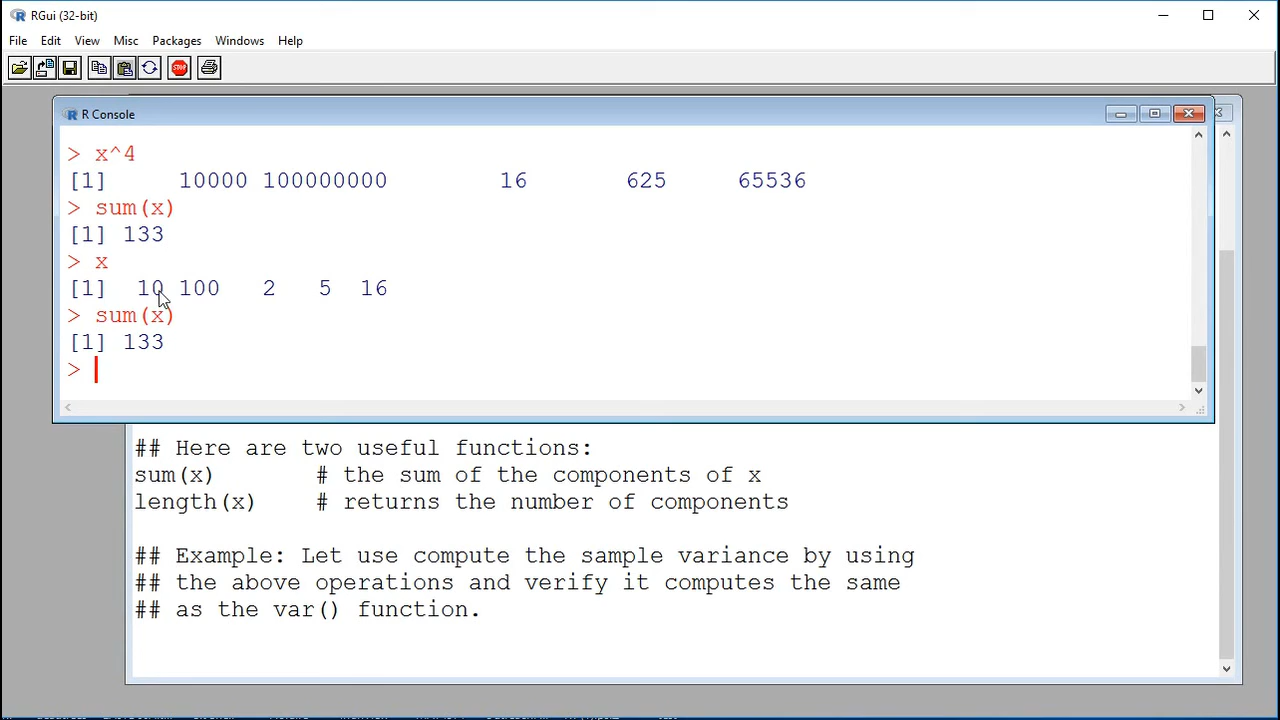 RGui (32-bit)
File Edit View Misc Packages Windows Help
STOP
R Console
> x^4
[1] 10000 100000000 16 625 65536
> sum(x)
[1] 133
> x
[1] 10 100 2 5 16
> sum(x)
[1] 133
>
## Here are two useful functions:
sum(x) # the sum of the components of x
length(x) # returns the number of components
## Example: Let use compute the sample variance by using
## the above operations and verify it computes the same
## as the var() function.